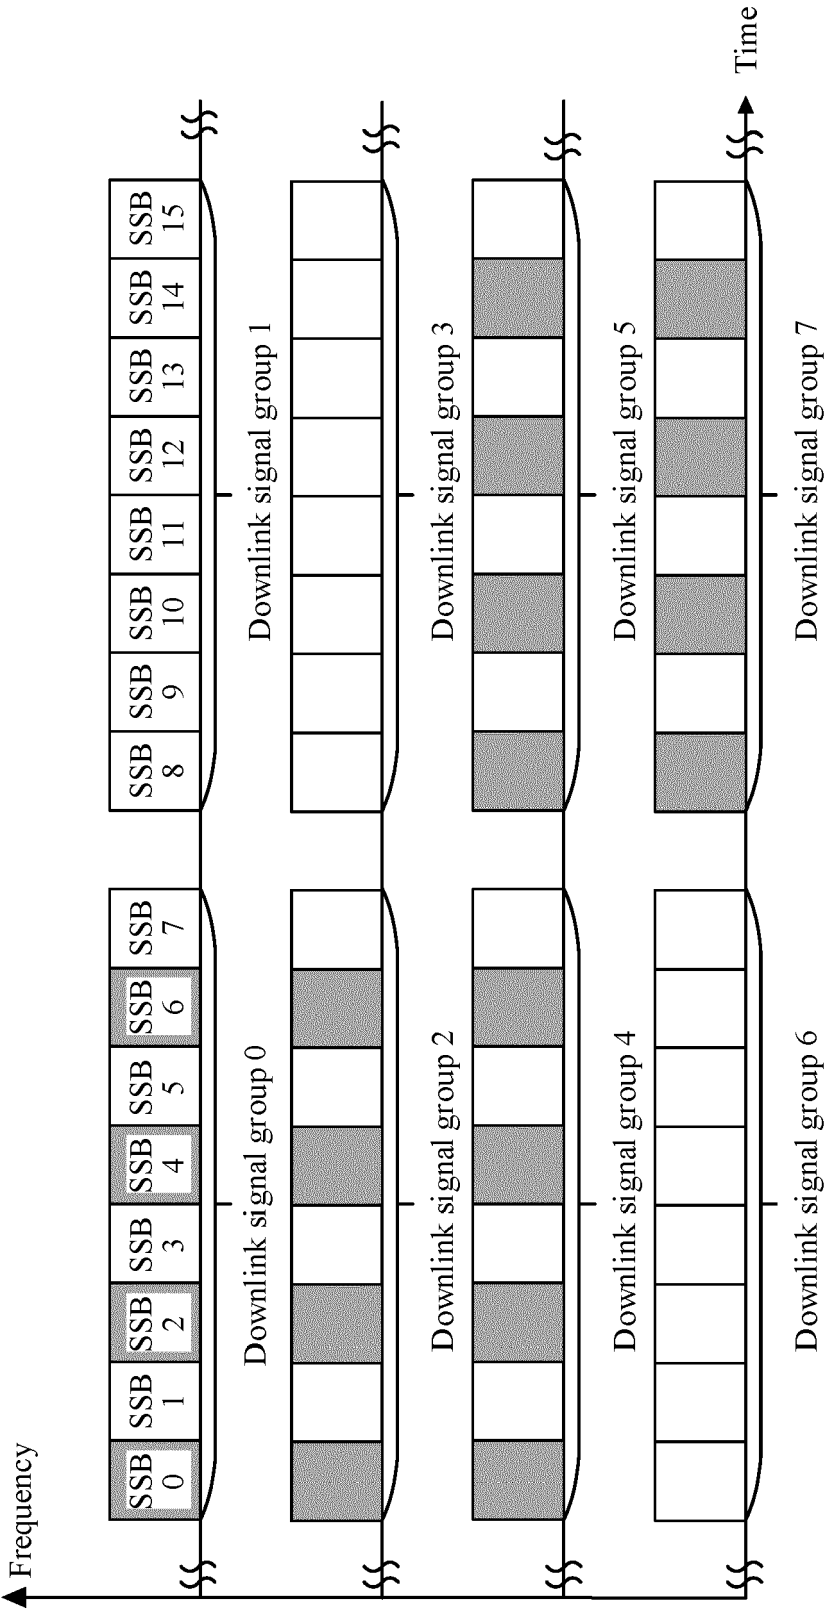 Frequency
SSB
0
SSB
1
SSB
2
SSB
3
SSB
4
SSB
5
SSB
6
SSB
7
SSB
8
SSB
9
SSB
10
SSB
11
SSB
12
SSB
13
SSB
14
SSB
15
Downlink signal group 0
Downlink signal group 1
Downlink signal group 2
Downlink signal group 3
Downlink signal group 4
Downlink signal group 5
Downlink signal group 6
Downlink signal group 7
Time